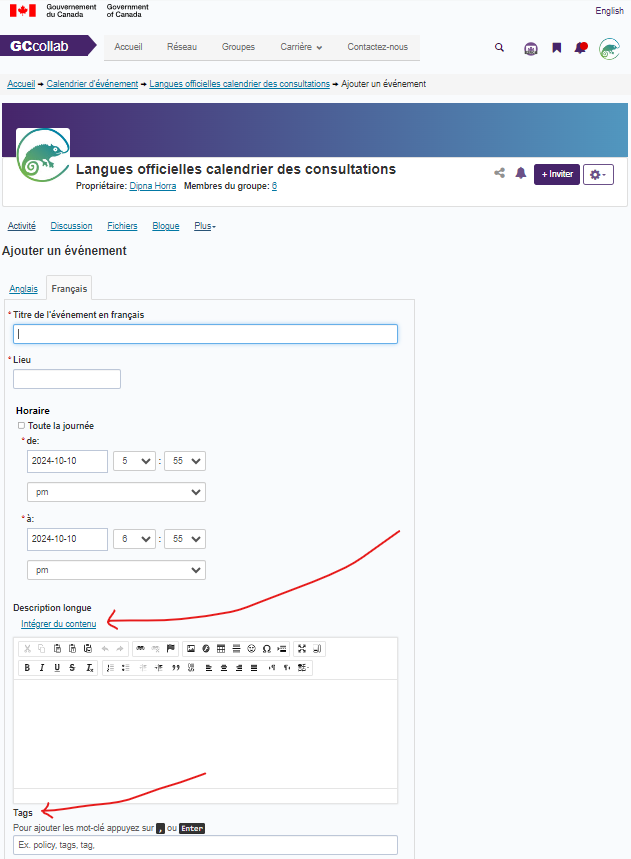 Gouvernement du Canada
Government of Canada
English
GCcollab
Accueil Réseau Groupes Carrière Contactez-nous
Accueil ➔ Calendrier d'événement ➔ Langues officielles calendrier des consultations ➔ Ajouter un événement
Langues officielles calendrier des consultations
Propriétaire: Dipna Horra Membres du groupe: 6
+ Inviter
Activité Discussion Fichiers Blogue Plus
Ajouter un événement
Anglais Français
* Titre de l'événement en français
* Lieu
Horaire
Toute la journée
* de:
2024-10-10 5 : 55
pm
* à:
2024-10-10 6 : 55
pm
Description longue
Intégrer du contenu
B I U S Tx
Tags
Pour ajouter les mot-clé appuyez sur , ou Enter
Ex. policy, tags, tag,